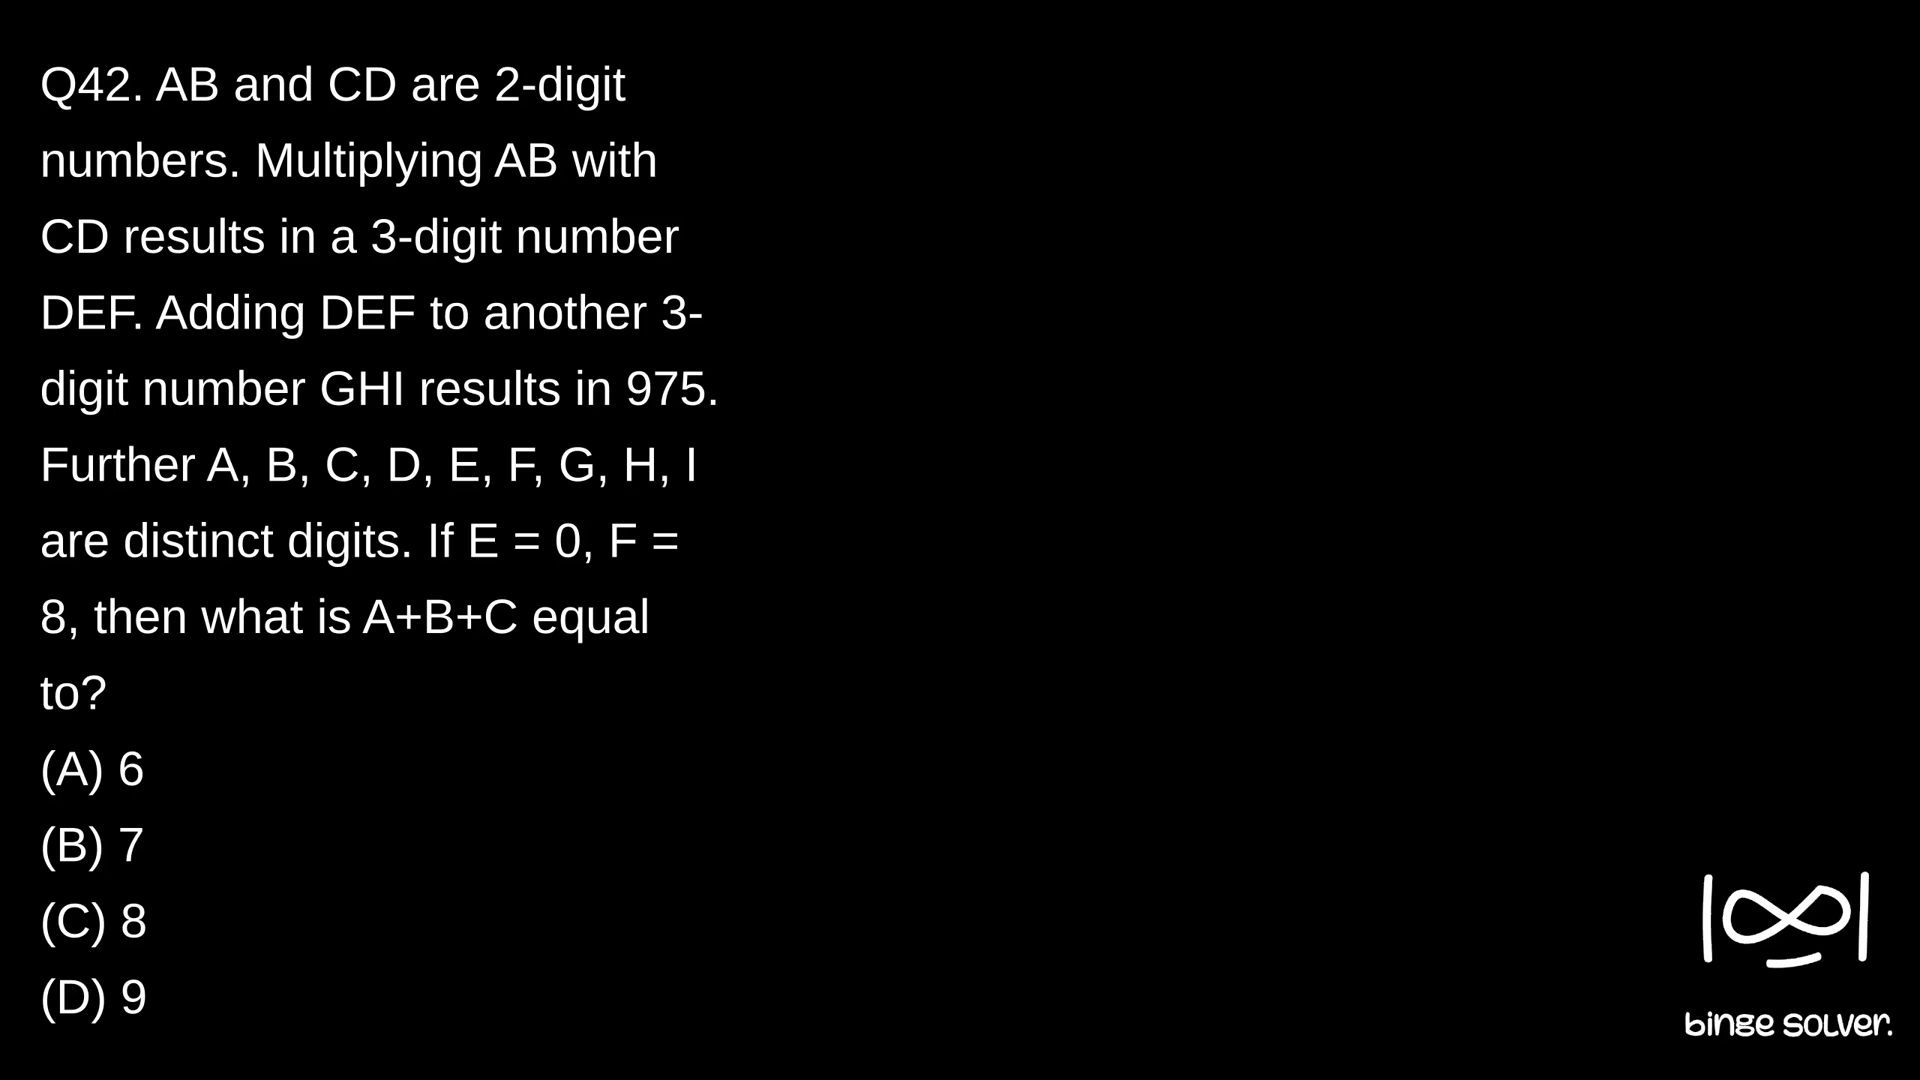 Q42. AB and CD are 2-digit
numbers. Multiplying AB with
CD results in a 3-digit number
DEF. Adding DEF to another 3-
digit number GHI results in 975.
Further A, B, C, D, E, F, G, H, I
are distinct digits. If E = 0, F =
8, then what is A+B+C equal
to?
(A) 6
(B) 7
(C) 8
(D) 9
binge solver.